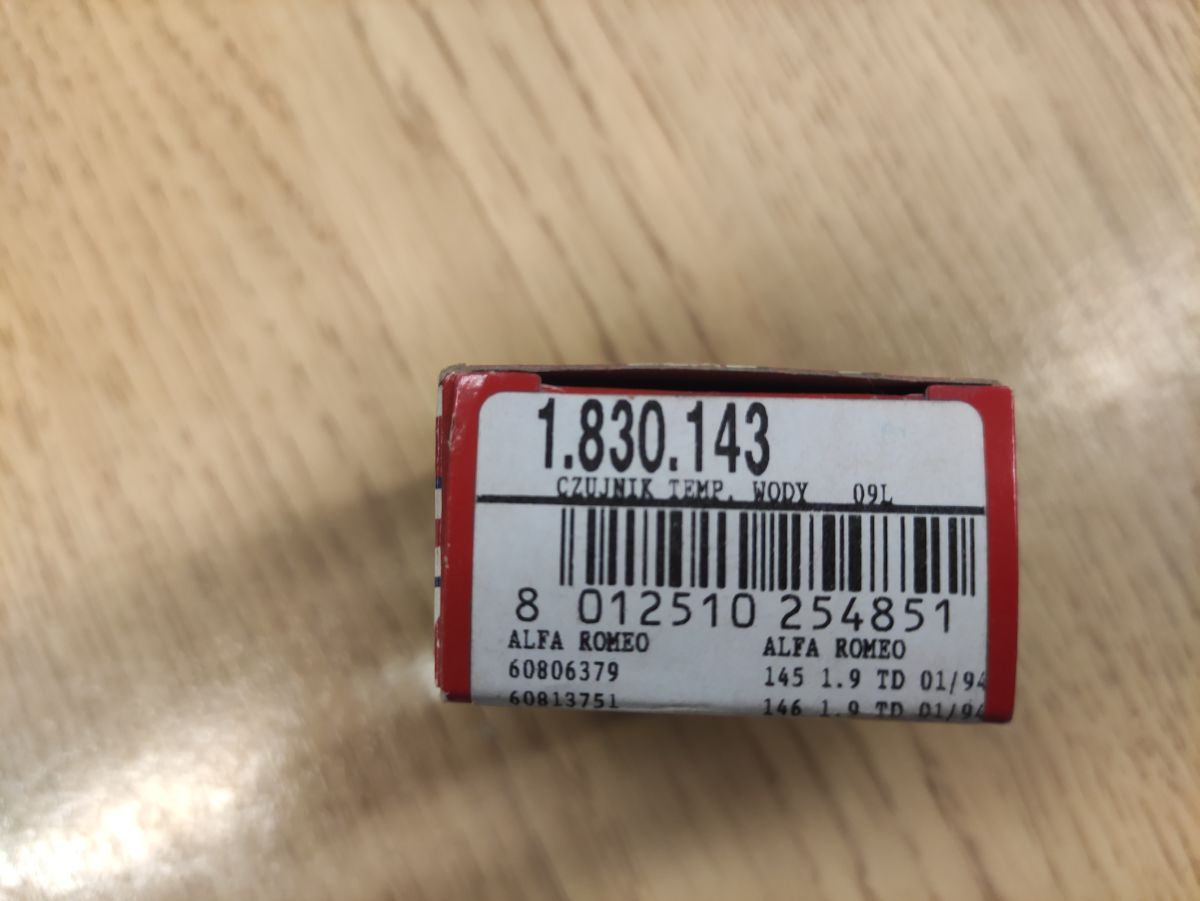 1.830.143
CZUJNIK TEMP. WODY 09L
8 012510 254851
ALFA ROMEO ALFA ROMEO
60806379 145 1.9 TD 01/94
60813751 146 1.9 TD 01/94